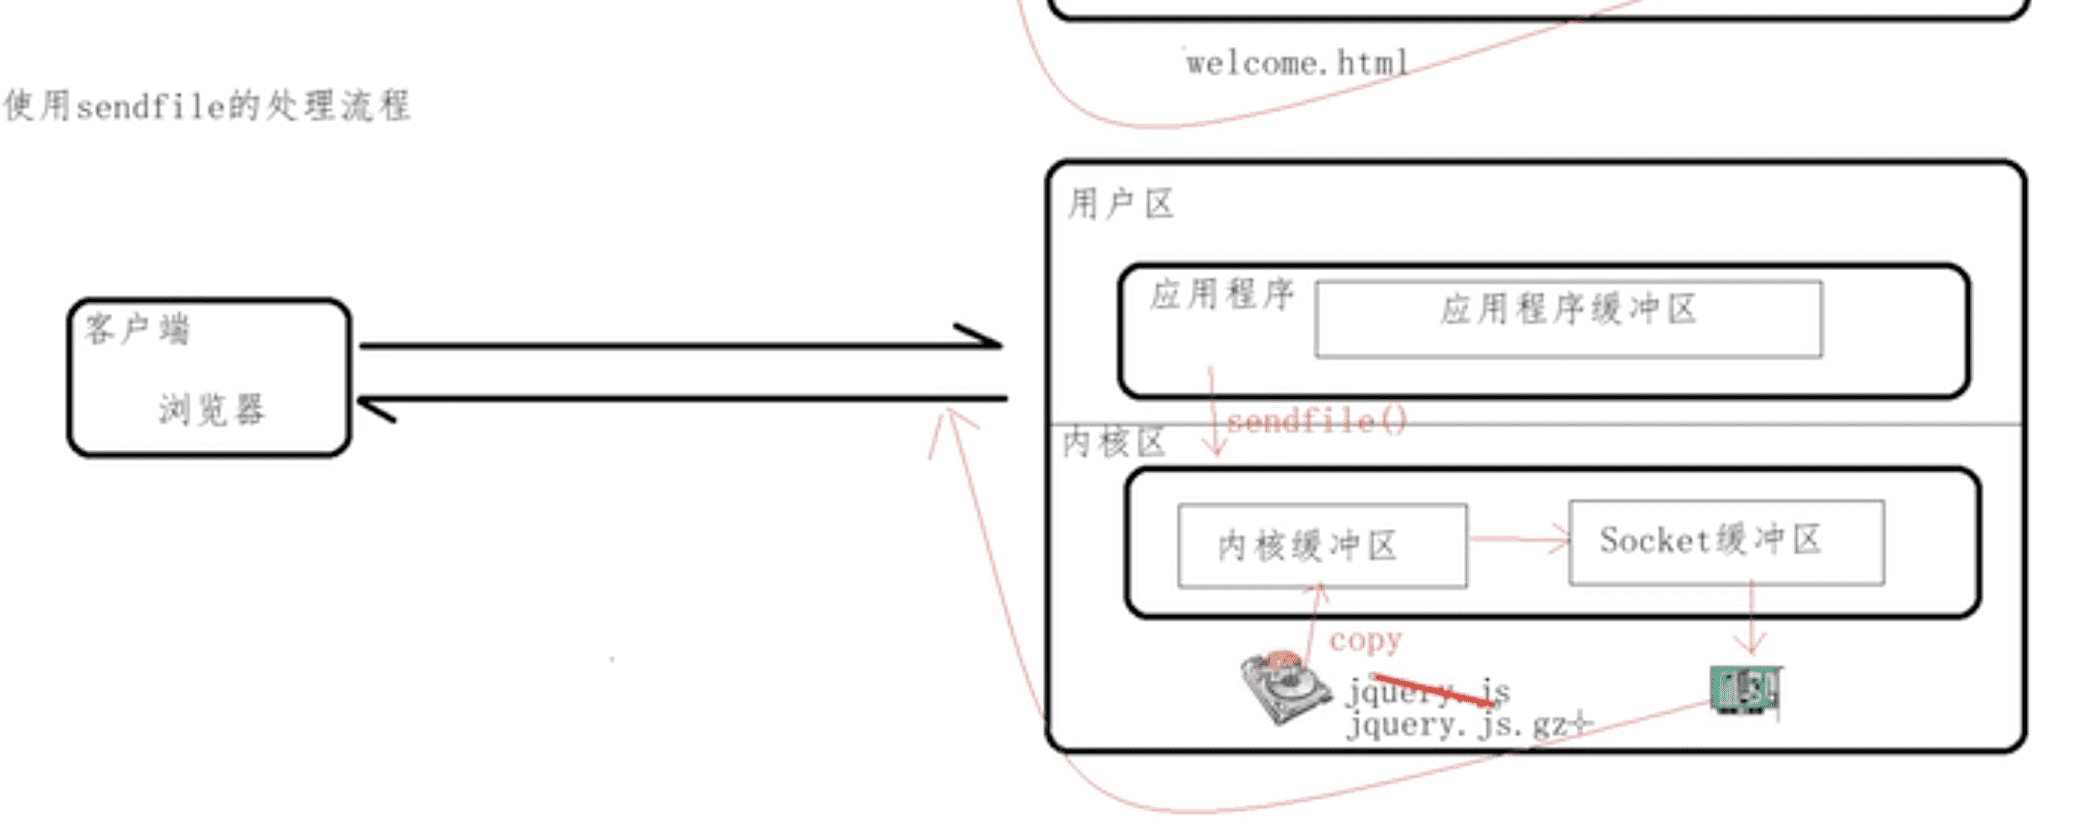 welcome.html
使用sendfile的处理流程
用户区
应用程序
应用程序缓冲区
客户端
浏览器
sendfile()
内核区
内核缓冲区
Socket缓冲区
copy
jquery.js
jquery.js.gz